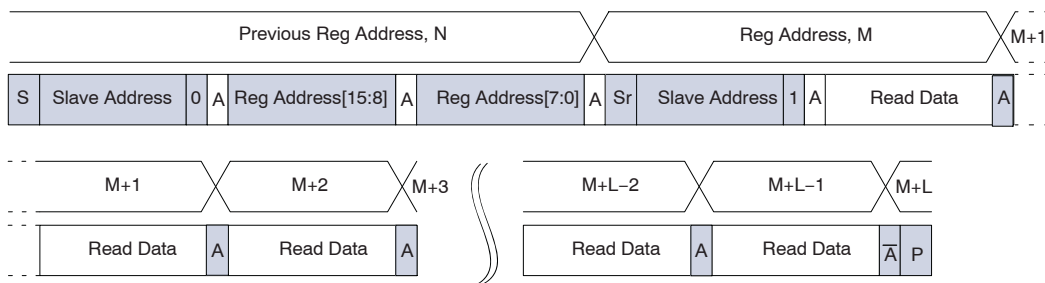 Previous Reg Address, N Reg Address, M M+1
S Slave Address 0 A Reg Address[15:8] A Reg Address[7:0] A Sr Slave Address 1 A Read Data A
M+1 M+2 M+3 M+L−2 M+L−1 M+L
Read Data A Read Data A Read Data A Read Data A̅ P